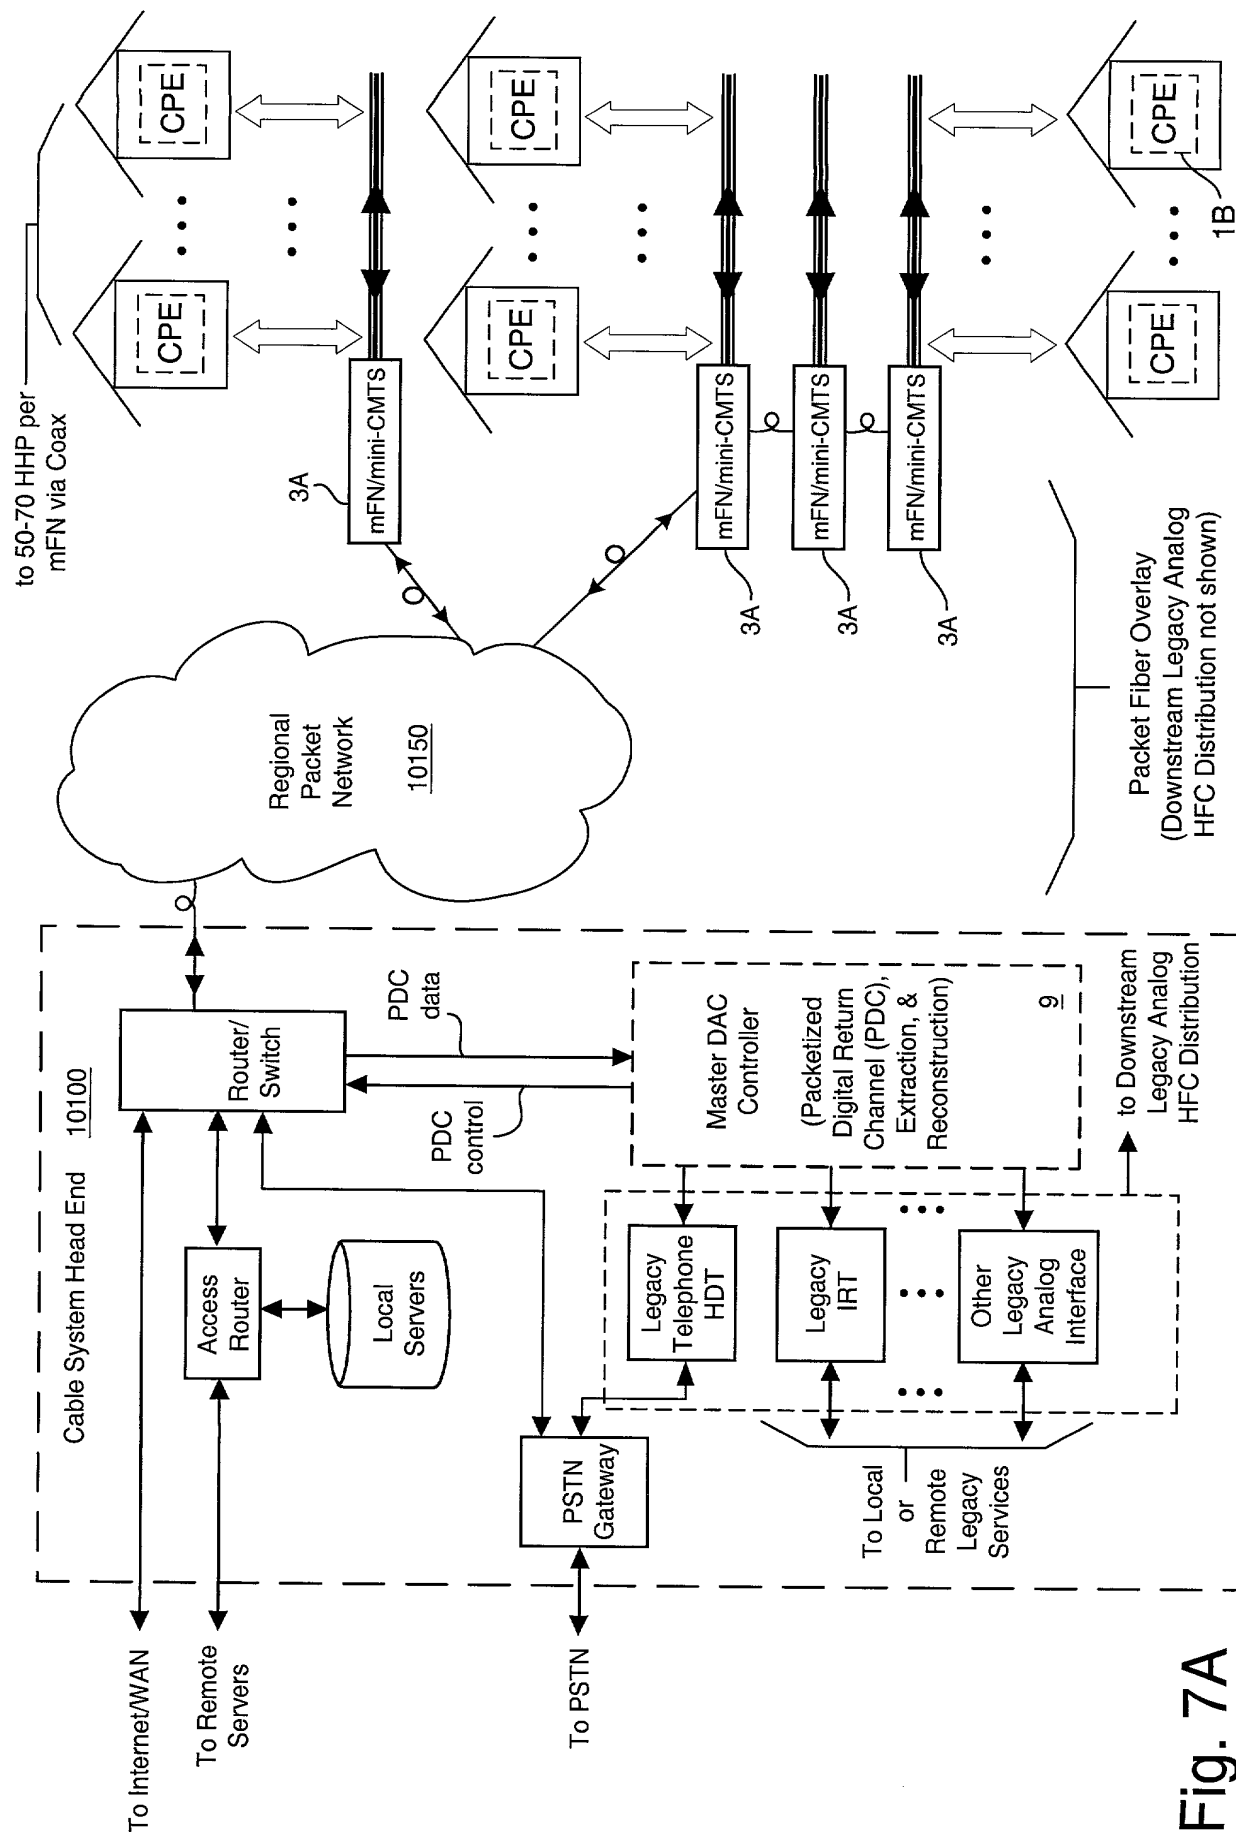 to 50-70 HHP per
mFN via Coax
CPE
CPE
CPE
CPE
CPE
CPE
1B
mFN/mini-CMTS
3A
mFN/mini-CMTS
3A
mFN/mini-CMTS
3A
mFN/mini-CMTS
3A
Regional
Packet
Network
10150
Packet Fiber Overlay
(Downstream Legacy Analog
HFC Distribution not shown)
Cable System Head End
10100
Router/
Switch
PDC
data
PDC
control
Master DAC
Controller
(Packetized
Digital Return
Channel (PDC),
Extraction, &
Reconstruction)
9
to Downstream
Legacy Analog
HFC Distribution
Access
Router
Local
Servers
Legacy
Telephone
HDT
Legacy
IRT
Other
Legacy
Analog
Interface
PSTN
Gateway
To Local
or
Remote
Legacy
Services
To Internet/WAN
To Remote
Servers
To PSTN
Fig. 7A